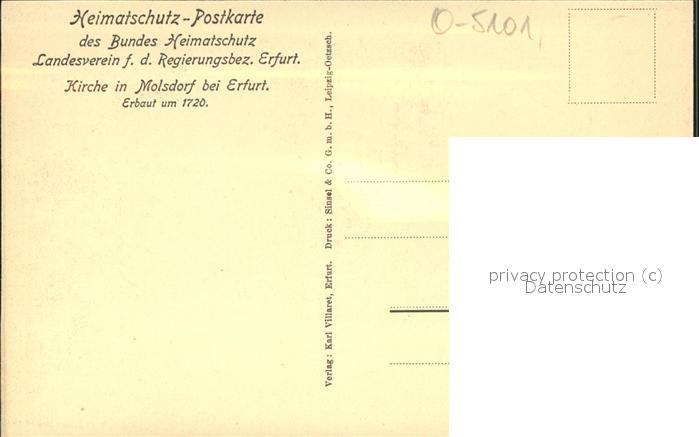 Heimatschutz-Postkarte
des Bundes Heimatschutz
Landesverein f. d. Regierungsbez. Erfurt.
Kirche in Molsdorf bei Erfurt.
Erbaut um 1720.
O-5101
Verlag: Karl Villaret, Erfurt. Druck: Sinsel & Co. G. m. b. H., Leipzig-Oetzsch.
privacy protection (c)
Datenschutz